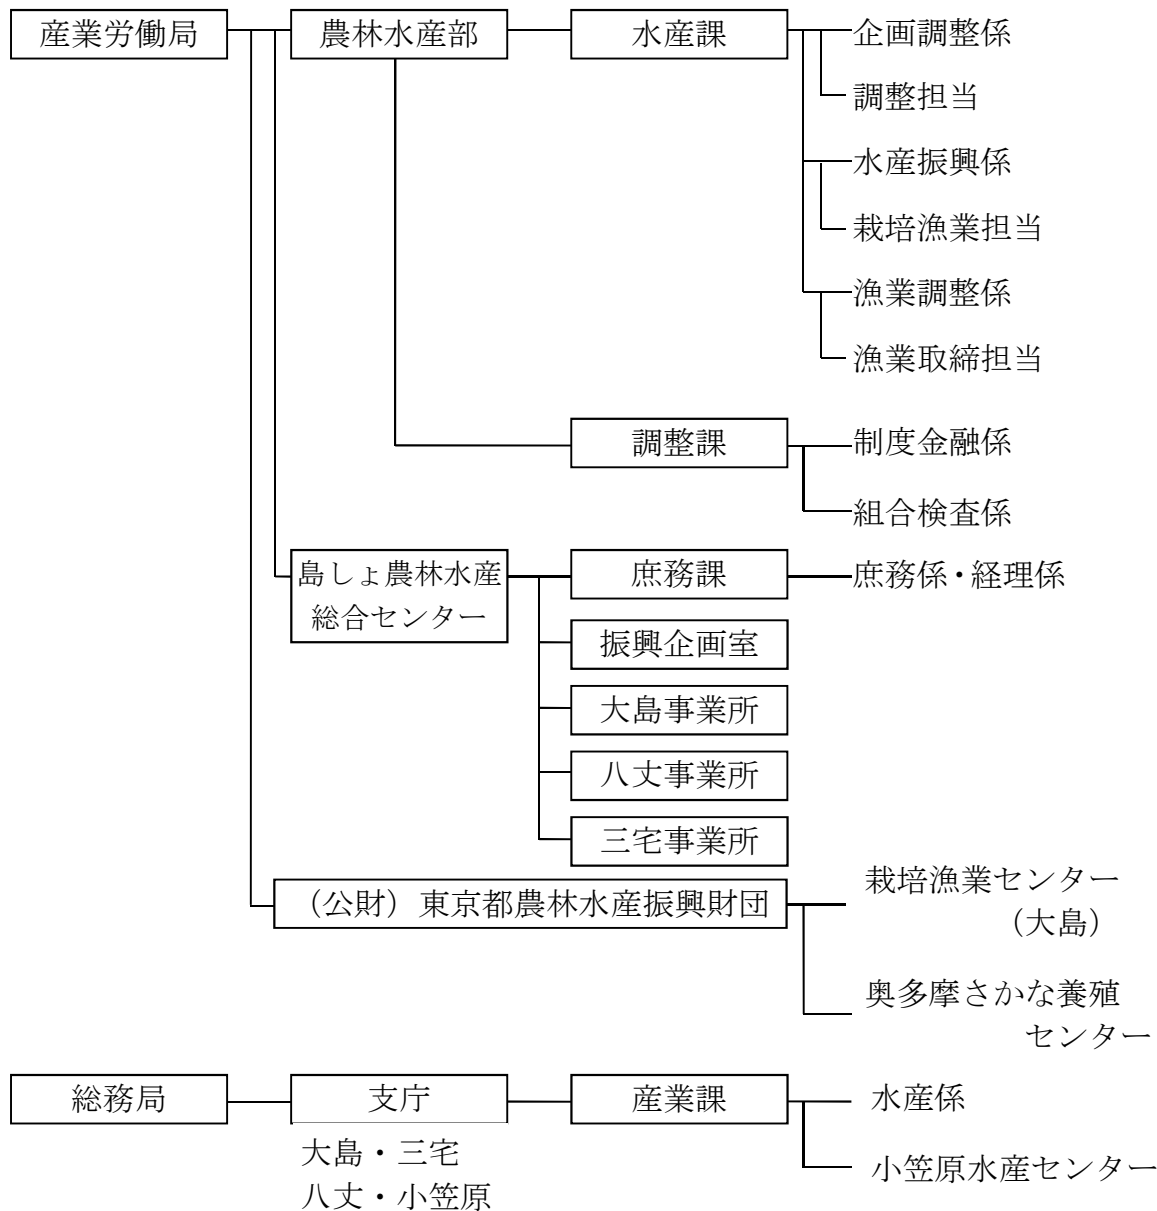 産業労働局
農林水産部
水産課
企画調整係
調整担当
水産振興係
栽培漁業担当
漁業調整係
漁業取締担当
調整課
制度金融係
組合検査係
島しょ農林水産
総合センター
庶務課
庶務係・経理係
振興企画室
大島事業所
八丈事業所
三宅事業所
（公財）東京都農林水産振興財団
栽培漁業センター
（大島）
奥多摩さかな養殖
センター
総務局
支庁
産業課
水産係
大島・三宅
八丈・小笠原
小笠原水産センター